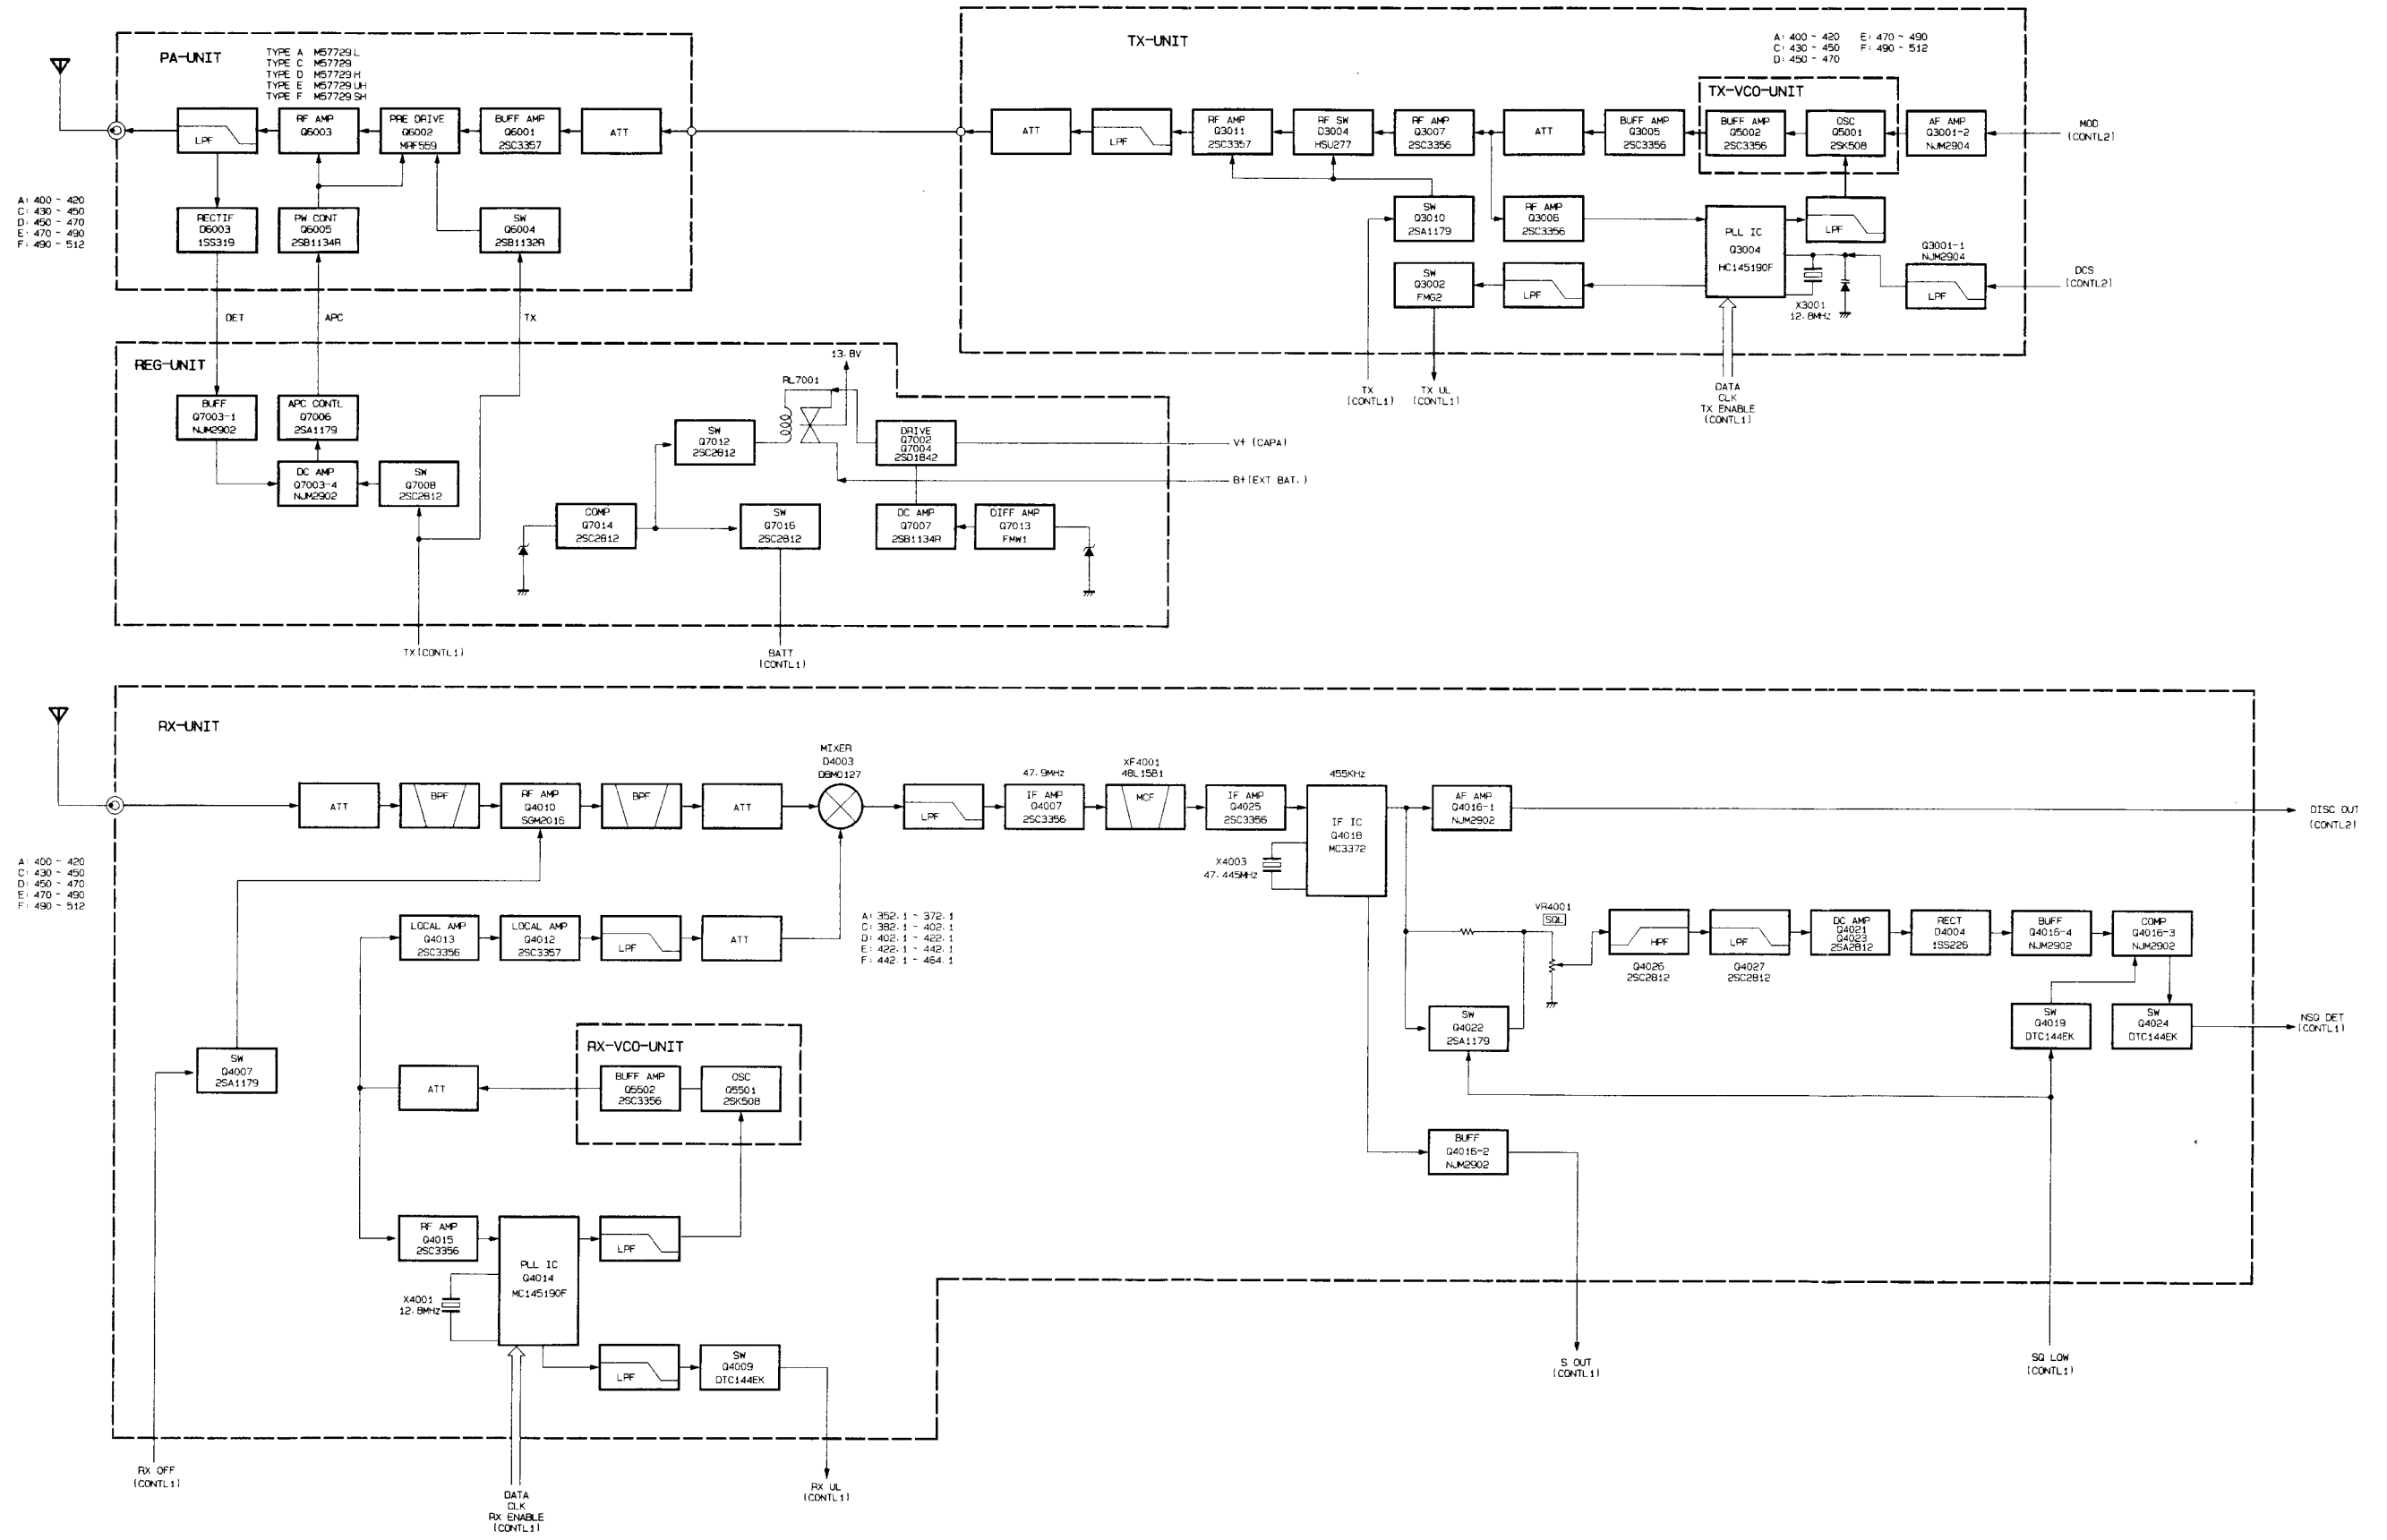 PA-UNIT
TYPE A M57729L
TYPE C M57729
TYPE D M57729H
TYPE E M57729UH
TYPE F M57729SH
LPF
RF AMP
Q6003
PRE DRIVE
Q6002
MRF559
BUFF AMP
Q6001
2SC3357
ATT
A: 400 ~ 420
C: 430 ~ 450
D: 450 ~ 470
E: 470 ~ 490
F: 490 ~ 512
RECTIF
D6003
1SS319
PW CONT
Q6005
2SB1134R
SW
Q6004
2SB1132R
DET
APC
TX
TX-UNIT
A: 400 ~ 420 E: 470 ~ 490
C: 430 ~ 450 F: 490 ~ 512
D: 450 ~ 470
TX-VCO-UNIT
ATT
LPF
RF AMP
Q3011
2SC3357
RF SW
D3004
HSU277
RF AMP
Q3007
2SC3356
ATT
BUFF AMP
Q3005
2SC3356
BUFF AMP
Q5002
2SC3356
OSC
Q5001
2SK508
AF AMP
Q3001-2
NJM2904
MOD
(CONTL2)
SW
Q3010
2SA1179
RF AMP
Q3006
2SC3356
PLL IC
Q3004
HC145190F
LPF
Q3001-1
NJM2904
LPF
DCS
(CONTL2)
SW
Q3002
FMG2
LPF
X3001
12.8MHz
TX
(CONTL1)
TX UL
(CONTL1)
DATA
CLK
TX ENABLE
(CONTL1)
REG-UNIT
13.8V
RL7001
BUFF
Q7003-1
NJM2902
APC CONTL
Q7006
2SA1179
SW
Q7012
2SC2812
DRIVE
Q7002
Q7004
2SD1842
V+ (CAPA)
DC AMP
Q7003-4
NJM2902
SW
Q7008
2SC2812
B+(EXT BAT.)
COMP
Q7014
2SC2812
SW
Q7016
2SC2812
DC AMP
Q7007
2SB1134R
DIFF AMP
Q7013
FMW1
TX(CONTL1)
BATT
(CONTL1)
RX-UNIT
ATT
BPF
RF AMP
Q4010
SGM2016
BPF
ATT
MIXER
D4003
DBM0127
LPF
47.9MHz
IF AMP
Q4007
2SC3356
XF4001
48L15B1
MCF
IF AMP
Q4025
2SC3356
455KHz
IF IC
Q4018
MC3372
AF AMP
Q4016-1
NJM2902
DISC OUT
(CONTL2)
X4003
47.445MHz
A: 400 ~ 420
C: 430 ~ 450
D: 450 ~ 470
E: 470 ~ 490
F: 490 ~ 512
LOCAL AMP
Q4013
2SC3356
LOCAL AMP
Q4012
2SC3357
LPF
ATT
A: 352.1 ~ 372.1
C: 382.1 ~ 402.1
D: 402.1 ~ 422.1
E: 422.1 ~ 442.1
F: 442.1 ~ 464.1
VR4001
SQL
HPF
Q4026
2SC2812
LPF
Q4027
2SC2812
DC AMP
Q4021
Q4023
2SA2812
RECT
D4004
1SS226
BUFF
Q4016-4
NJM2902
COMP
Q4016-3
NJM2902
SW
Q4022
2SA1179
SW
Q4019
DTC144EK
SW
Q4024
DTC144EK
NSQ DET
(CONTL1)
SW
Q4007
2SA1179
RX-VCO-UNIT
ATT
BUFF AMP
Q5502
2SC3356
OSC
Q5501
2SK508
BUFF
Q4016-2
NJM2902
RF AMP
Q4015
2SC3356
PLL IC
Q4014
MC145190F
LPF
X4001
12.8MHz
LPF
SW
Q4009
DTC144EK
S OUT
(CONTL1)
SQ LOW
(CONTL1)
RX OFF
(CONTL1)
DATA
CLK
RX ENABLE
(CONTL1)
RX UL
(CONTL1)